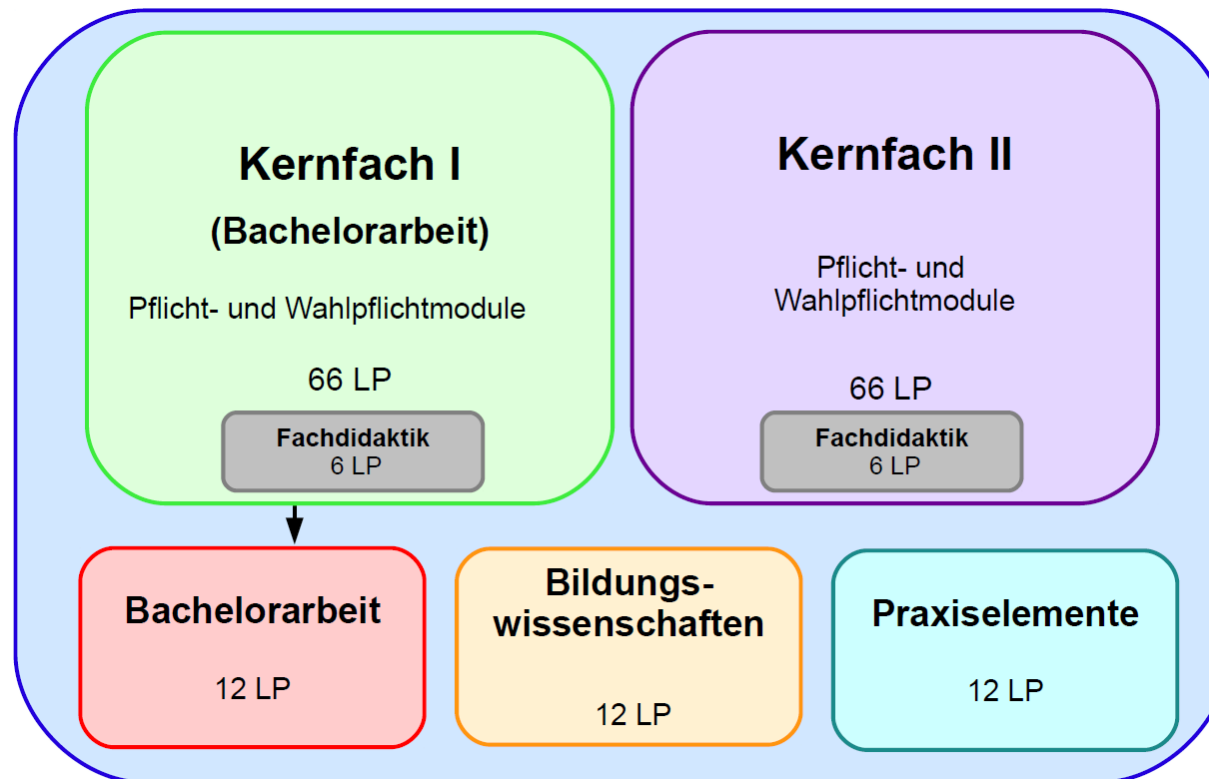 Kernfach I
(Bachelorarbeit)
Pflicht- und Wahlpflichtmodule
66 LP
Fachdidaktik
6 LP
Kernfach II
Pflicht- und
Wahlpflichtmodule
66 LP
Fachdidaktik
6 LP
Bachelorarbeit
12 LP
Bildungs-
wissenschaften
12 LP
Praxiselemente
12 LP